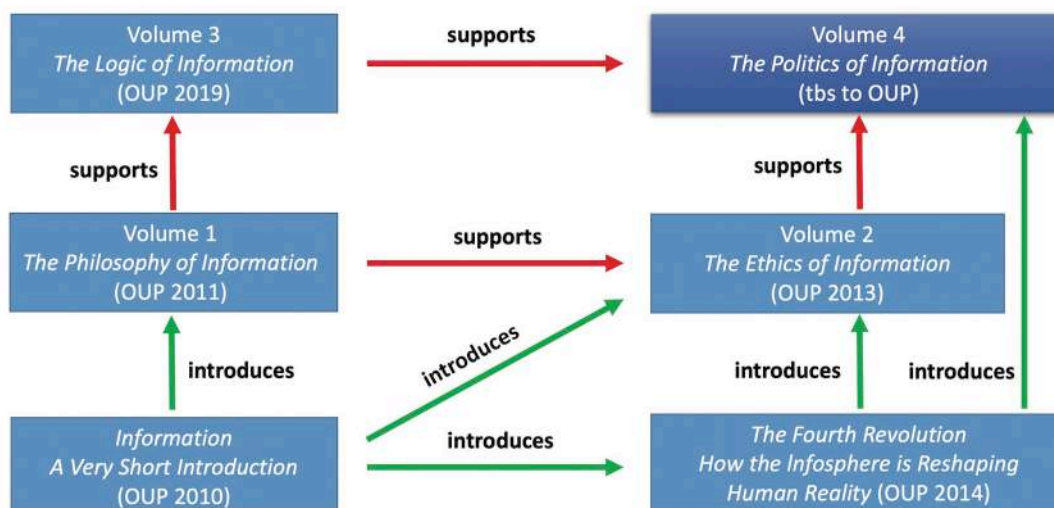 Volume 3
The Logic of Information
(OUP 2019)
supports
Volume 4
The Politics of Information
(tbs to OUP)
supports
supports
Volume 1
The Philosophy of Information
(OUP 2011)
supports
Volume 2
The Ethics of Information
(OUP 2013)
introduces
introduces
introduces
introduces
Information
A Very Short Introduction
(OUP 2010)
introduces
The Fourth Revolution
How the Infosphere is Reshaping
Human Reality (OUP 2014)